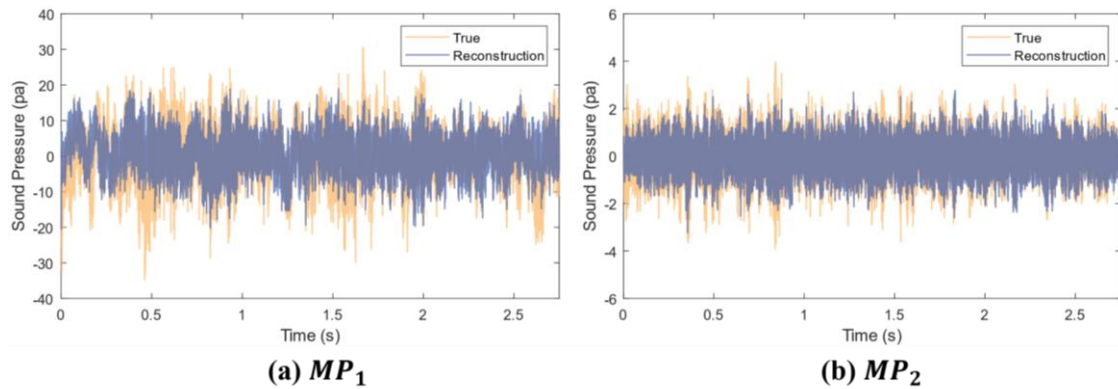 40
30
20
10
0
-10
-20
-30
-40
Sound Pressure (pa)
0
0.5
1
1.5
2
2.5
Time (s)
True
Reconstruction
(a) MP₁
6
4
2
0
-2
-4
-6
Sound Pressure (pa)
0
0.5
1
1.5
2
2.5
Time (s)
True
Reconstruction
(b) MP₂